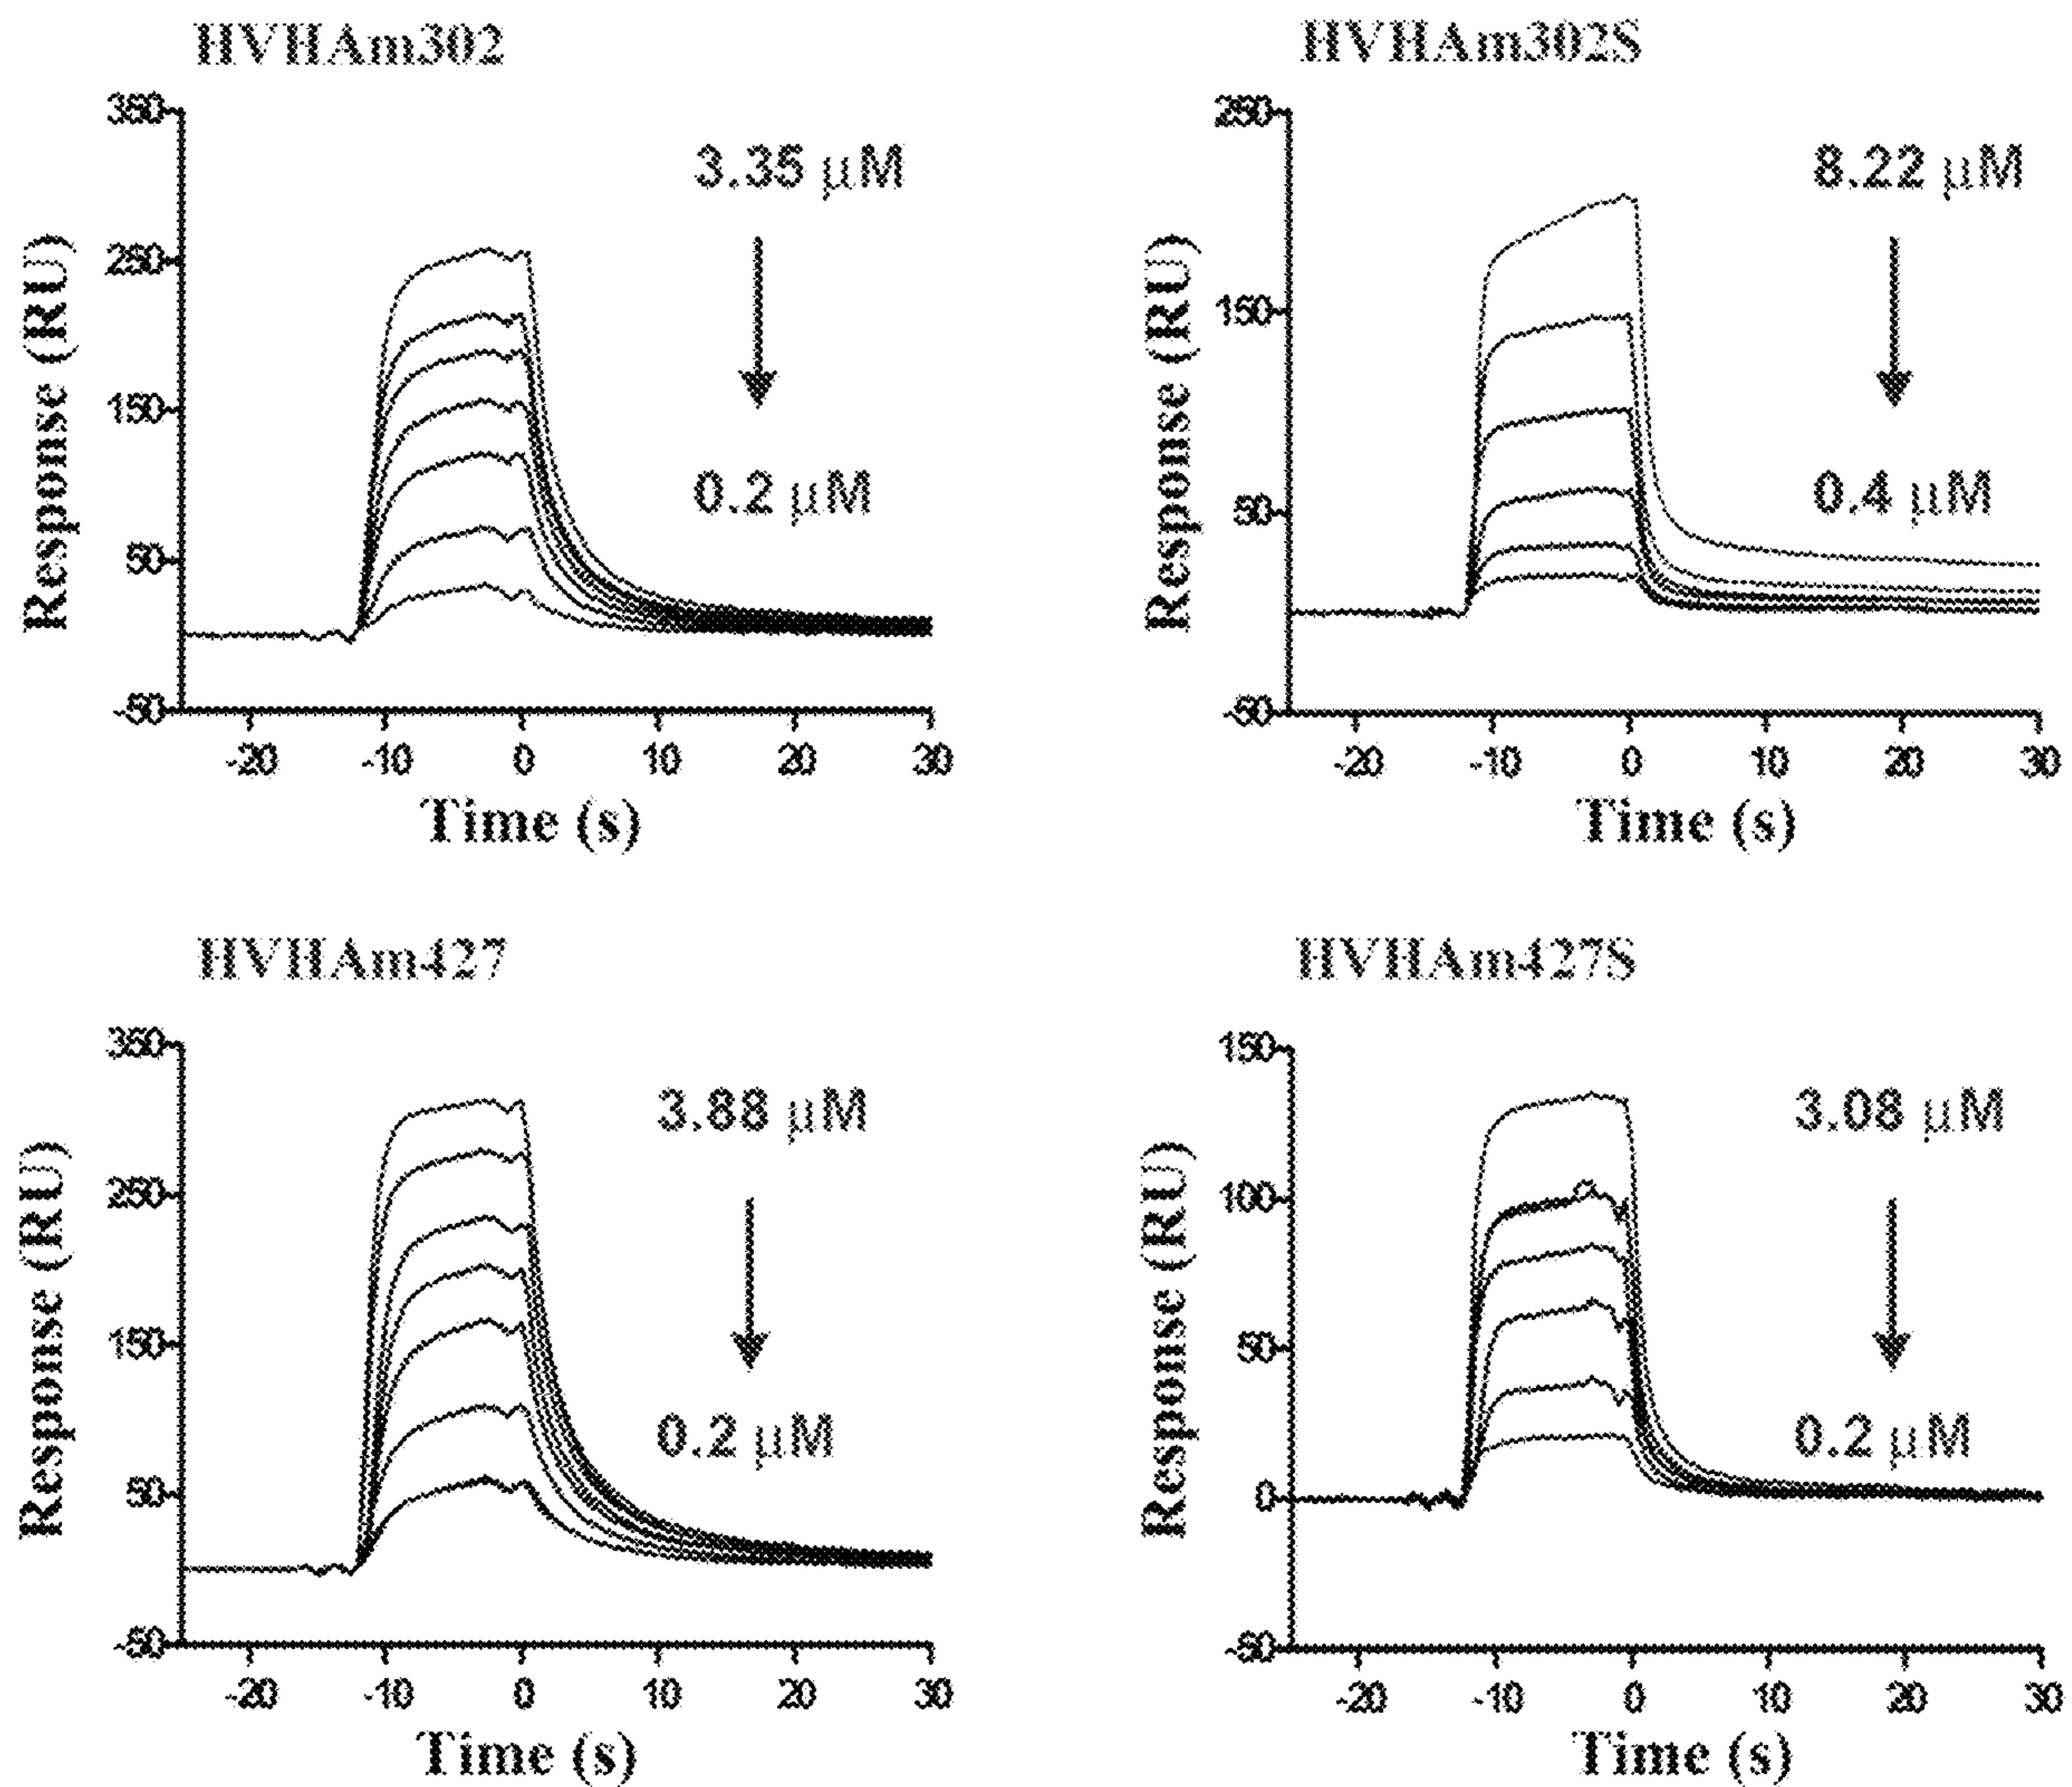 HVHAm302
350
250
150
50
-50
Response (RU)
3.35 μM
0.2 μM
-20 -10 0 10 20 30
Time (s)
HVHAm302S
250
150
50
-50
Response (RU)
8.22 μM
0.4 μM
-20 -10 0 10 20 30
Time (s)
HVHAm427
350
250
150
50
-50
Response (RU)
3.88 μM
0.2 μM
-20 -10 0 10 20 30
Time (s)
HVHAm427S
150
100
50
0
-50
Response (RU)
3.08 μM
0.2 μM
-20 -10 0 10 20 30
Time (s)